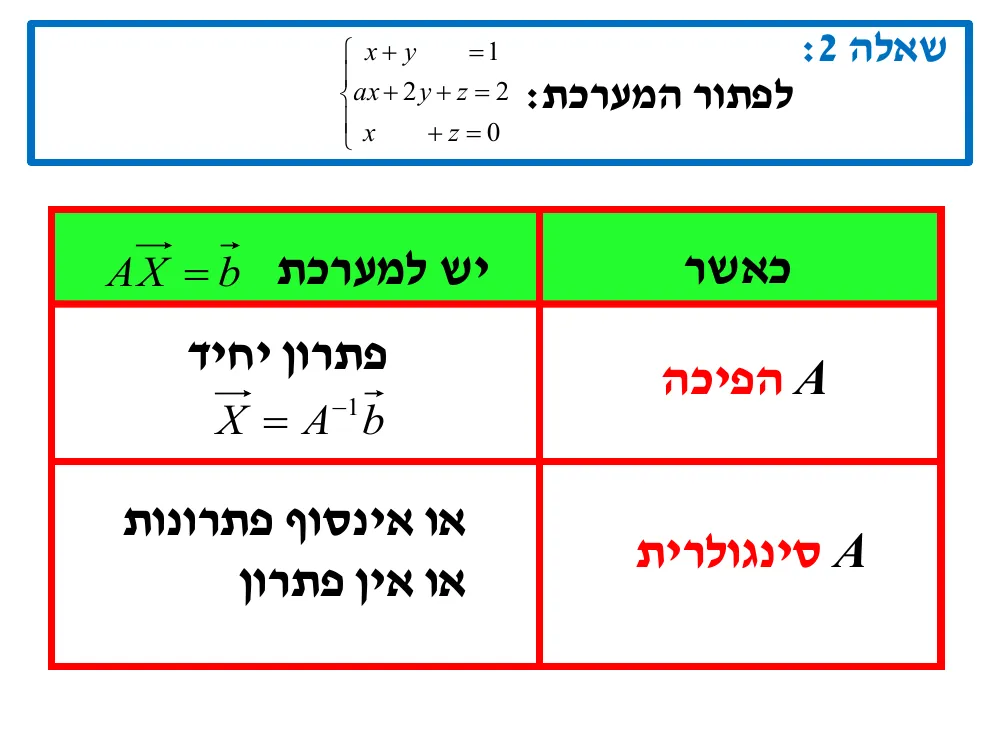 שאלה 2:
לפתור המערכת:
x + y = 1
ax + 2y + z = 2
x + z = 0
כאשר
יש למערכת AX⃗ = b⃗
A הפיכה
פתרון יחיד
X⃗ = A⁻¹b⃗
A סינגולרית
או אינסוף פתרונות
או אין פתרון